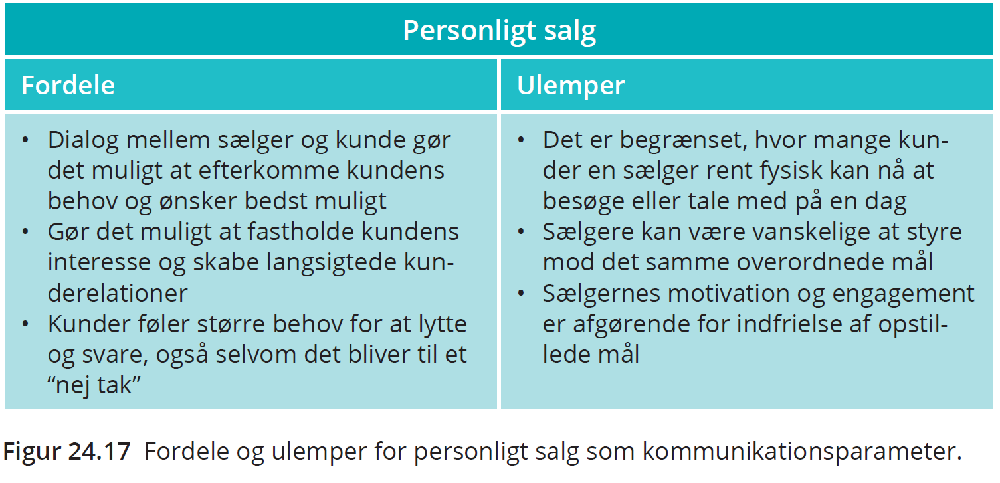 Personligt salg
Fordele
Ulemper
• Dialog mellem sælger og kunde gør
det muligt at efterkomme kundens
behov og ønsker bedst muligt
• Gør det muligt at fastholde kundens
interesse og skabe langsigtede kun-
derelationer
• Kunder føler større behov for at lytte
og svare, også selvom det bliver til et
“nej tak”
• Det er begrænset, hvor mange kun-
der en sælger rent fysisk kan nå at
besøge eller tale med på en dag
• Sælgere kan være vanskelige at styre
mod det samme overordnede mål
• Sælgernes motivation og engagement
er afgørende for indfrielse af opstil-
lede mål
Figur 24.17 Fordele og ulemper for personligt salg som kommunikationsparameter.